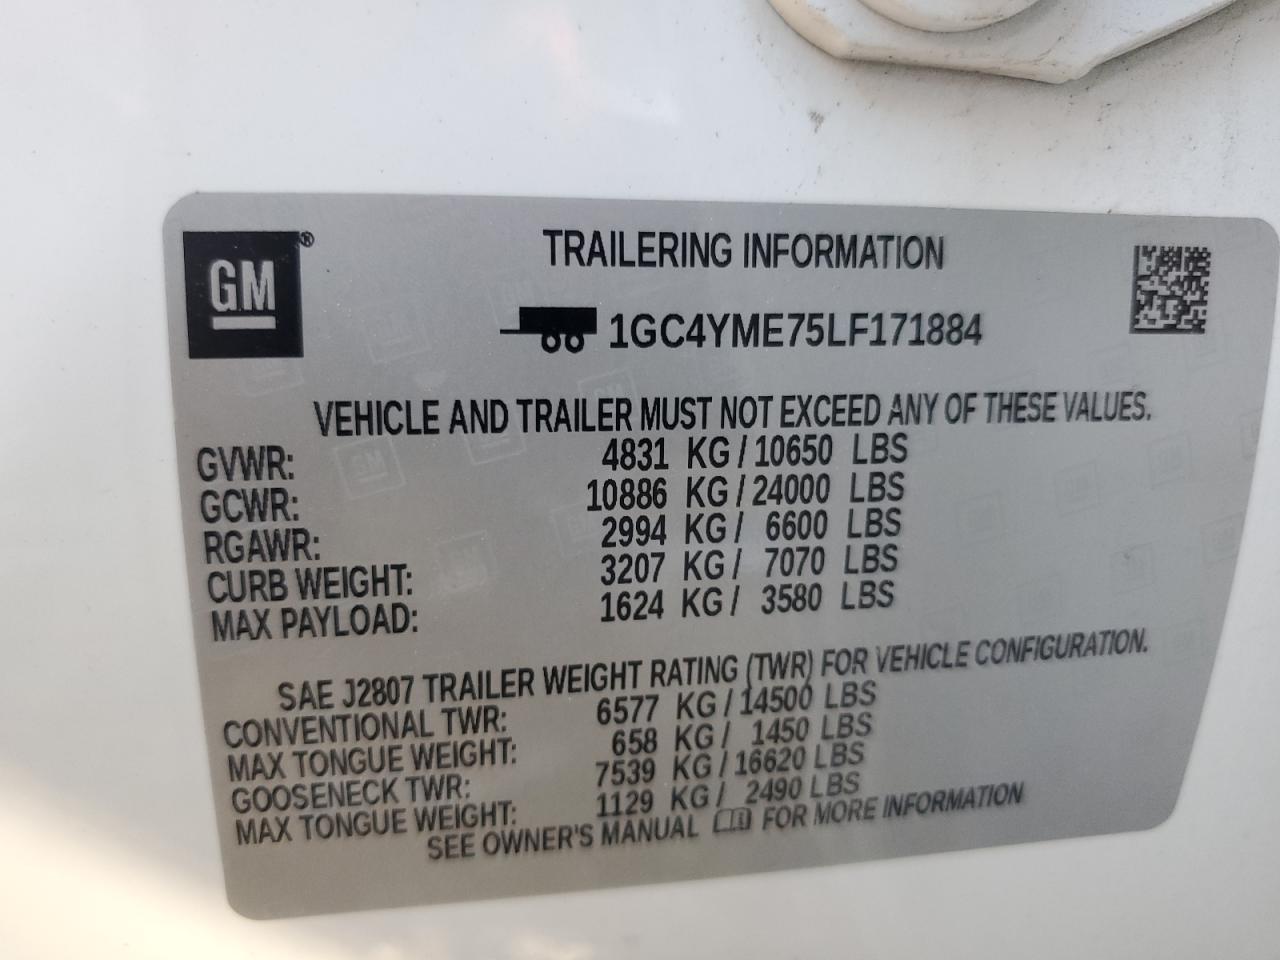 GM®
TRAILERING INFORMATION
1GC4YME75LF171884
VEHICLE AND TRAILER MUST NOT EXCEED ANY OF THESE VALUES.
GVWR: 4831 KG / 10650 LBS
GCWR: 10886 KG / 24000 LBS
RGAWR: 2994 KG / 6600 LBS
CURB WEIGHT: 3207 KG / 7070 LBS
MAX PAYLOAD: 1624 KG / 3580 LBS
SAE J2807 TRAILER WEIGHT RATING (TWR) FOR VEHICLE CONFIGURATION.
CONVENTIONAL TWR: 6577 KG / 14500 LBS
MAX TONGUE WEIGHT: 658 KG / 1450 LBS
GOOSENECK TWR: 7539 KG / 16620 LBS
MAX TONGUE WEIGHT: 1129 KG / 2490 LBS
SEE OWNER'S MANUAL FOR MORE INFORMATION